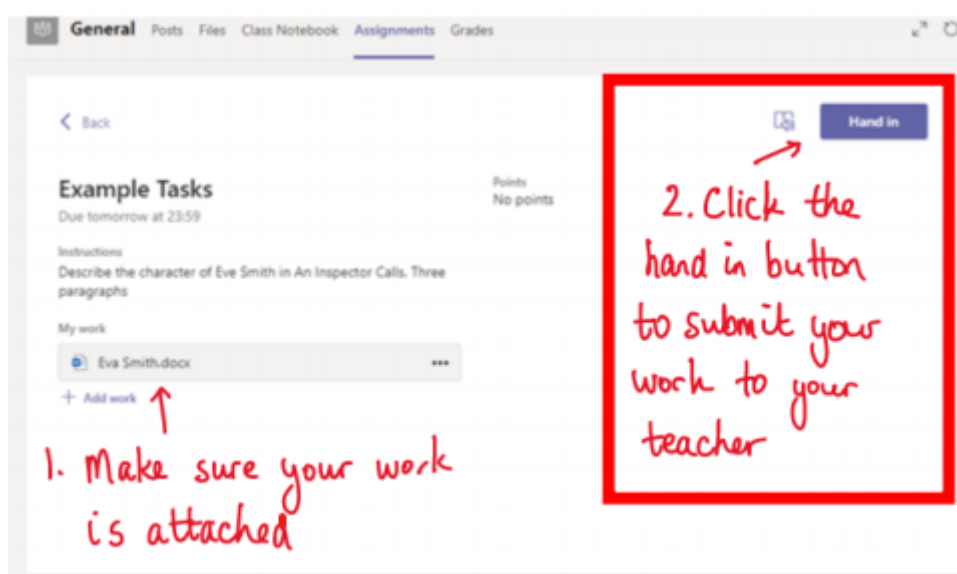 General Posts Files Class Notebook Assignments Grades
Back
Hand in
Example Tasks
Due tomorrow at 23:59
Points
No points
Instructions
Describe the character of Eve Smith in An Inspector Calls. Three
paragraphs
My work
Eva Smith.docx
+ Add work
1. Make sure your work
is attached
2. Click the
hand in button
to submit your
work to your
teacher